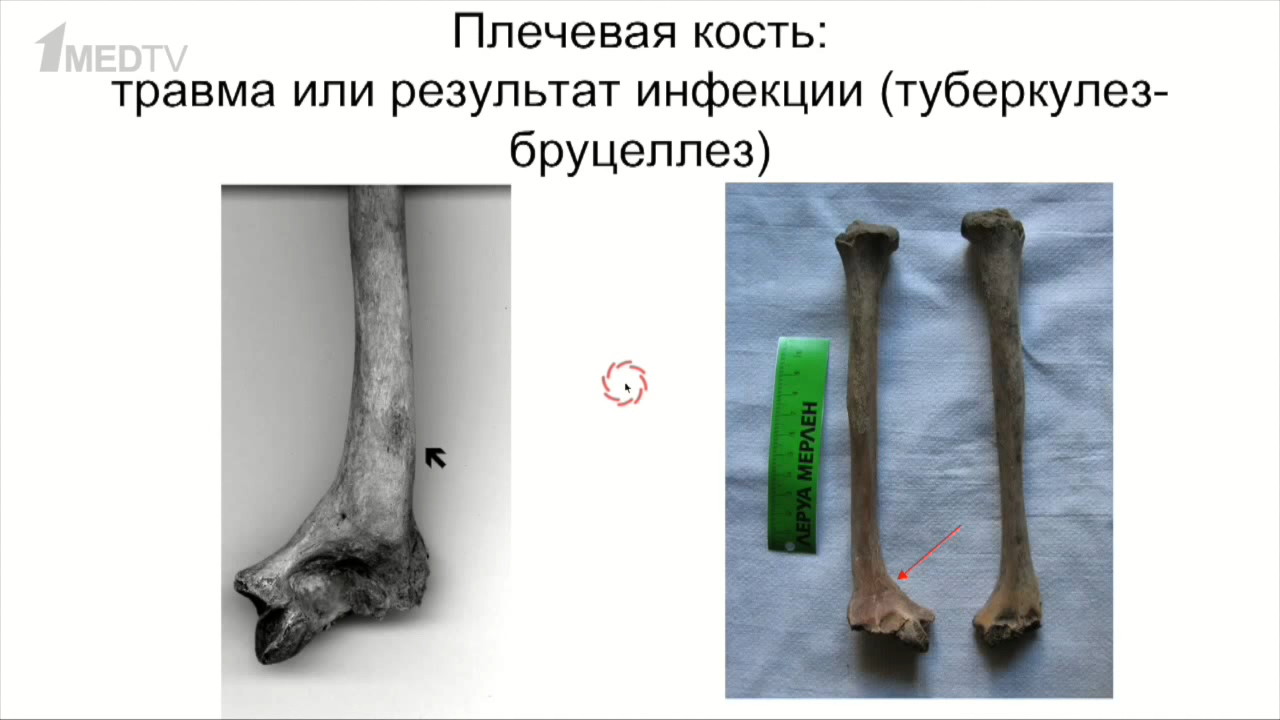 1MEDTV
Плечевая кость:
травма или результат инфекции (туберкулез-
бруцеллез)
ЛЕРУА МЕРЛЕН